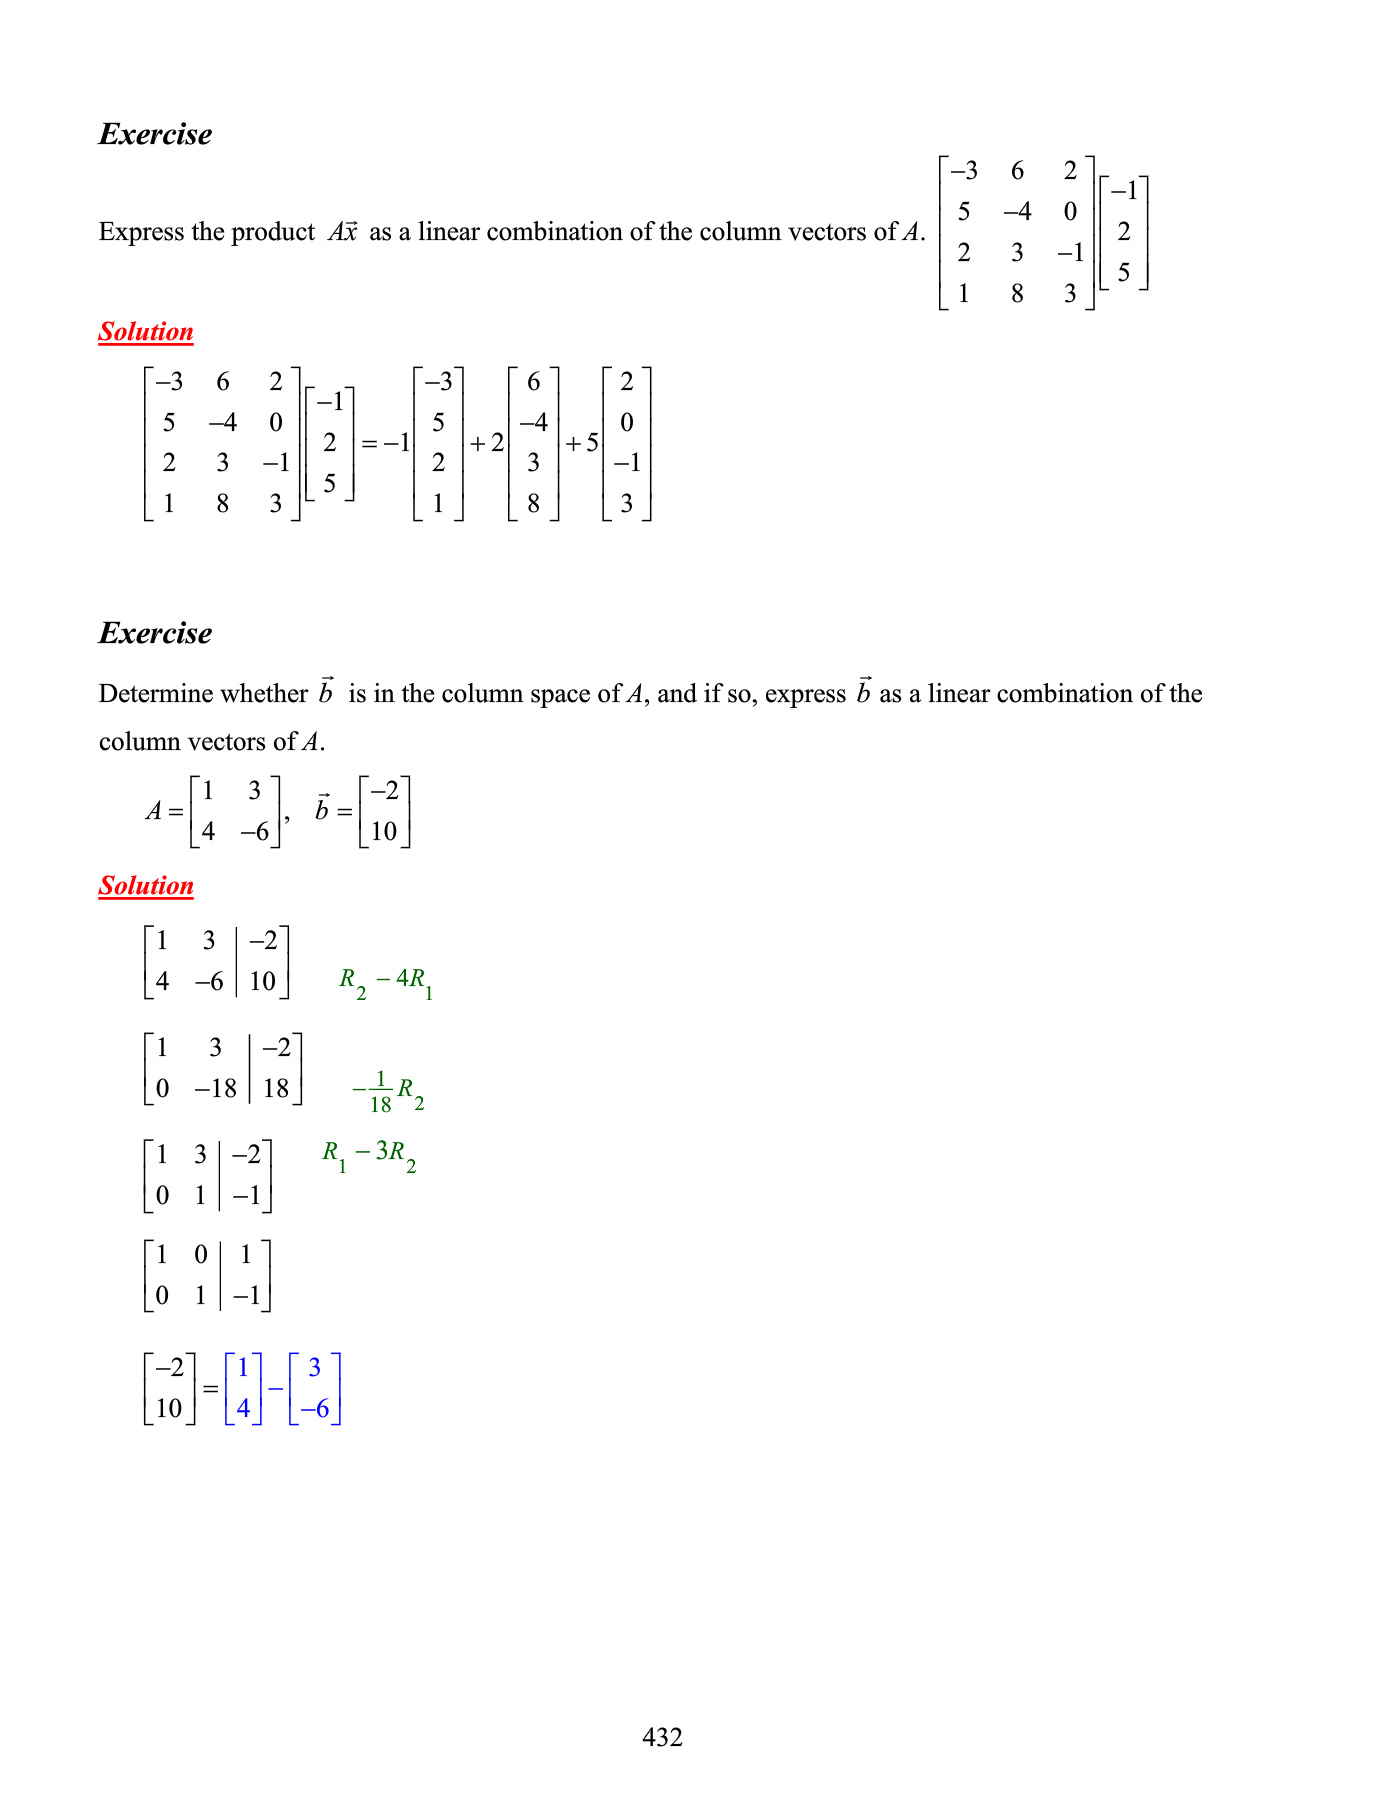 Exercise
Express the product A\vec{x} as a linear combination of the column vectors of A. \begin{bmatrix} -3 & 6 & 2 \\ 5 & -4 & 0 \\ 2 & 3 & -1 \\ 1 & 8 & 3 \end{bmatrix} \begin{bmatrix} -1 \\ 2 \\ 5 \end{bmatrix}
Solution
\begin{bmatrix} -3 & 6 & 2 \\ 5 & -4 & 0 \\ 2 & 3 & -1 \\ 1 & 8 & 3 \end{bmatrix} \begin{bmatrix} -1 \\ 2 \\ 5 \end{bmatrix} = -1 \begin{bmatrix} -3 \\ 5 \\ 2 \\ 1 \end{bmatrix} + 2 \begin{bmatrix} 6 \\ -4 \\ 3 \\ 8 \end{bmatrix} + 5 \begin{bmatrix} 2 \\ 0 \\ -1 \\ 3 \end{bmatrix}
Exercise
Determine whether \vec{b} is in the column space of A, and if so, express \vec{b} as a linear combination of the
column vectors of A.
A = \begin{bmatrix} 1 & 3 \\ 4 & -6 \end{bmatrix}, \vec{b} = \begin{bmatrix} -2 \\ 10 \end{bmatrix}
Solution
\left[\begin{array}{cc|c} 1 & 3 & -2 \\ 4 & -6 & 10 \end{array}\right] R_2 - 4R_1
\left[\begin{array}{cc|c} 1 & 3 & -2 \\ 0 & -18 & 18 \end{array}\right] -\frac{1}{18} R_2
\left[\begin{array}{cc|c} 1 & 3 & -2 \\ 0 & 1 & -1 \end{array}\right] R_1 - 3R_2
\left[\begin{array}{cc|c} 1 & 0 & 1 \\ 0 & 1 & -1 \end{array}\right]
\begin{bmatrix} -2 \\ 10 \end{bmatrix} = \begin{bmatrix} 1 \\ 4 \end{bmatrix} - \begin{bmatrix} 3 \\ -6 \end{bmatrix}
432